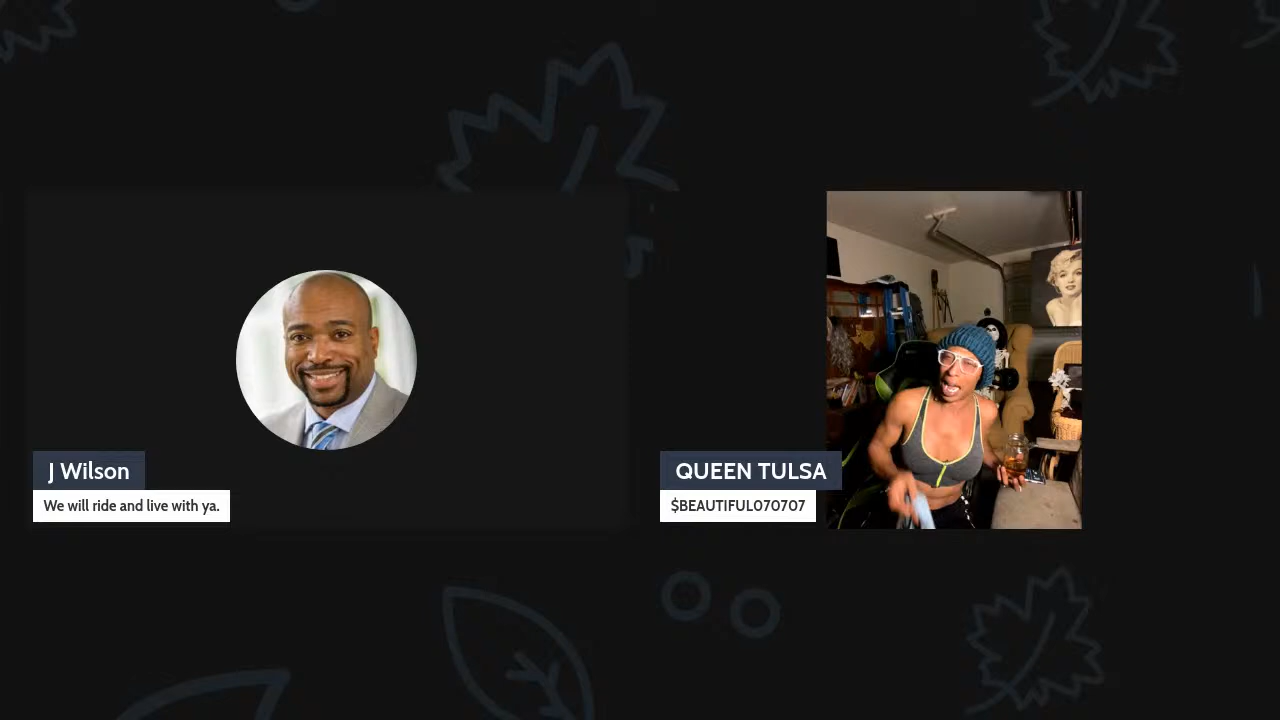 J Wilson
We will ride and live with ya.
QUEEN TULSA
$BEAUTIFUL070707